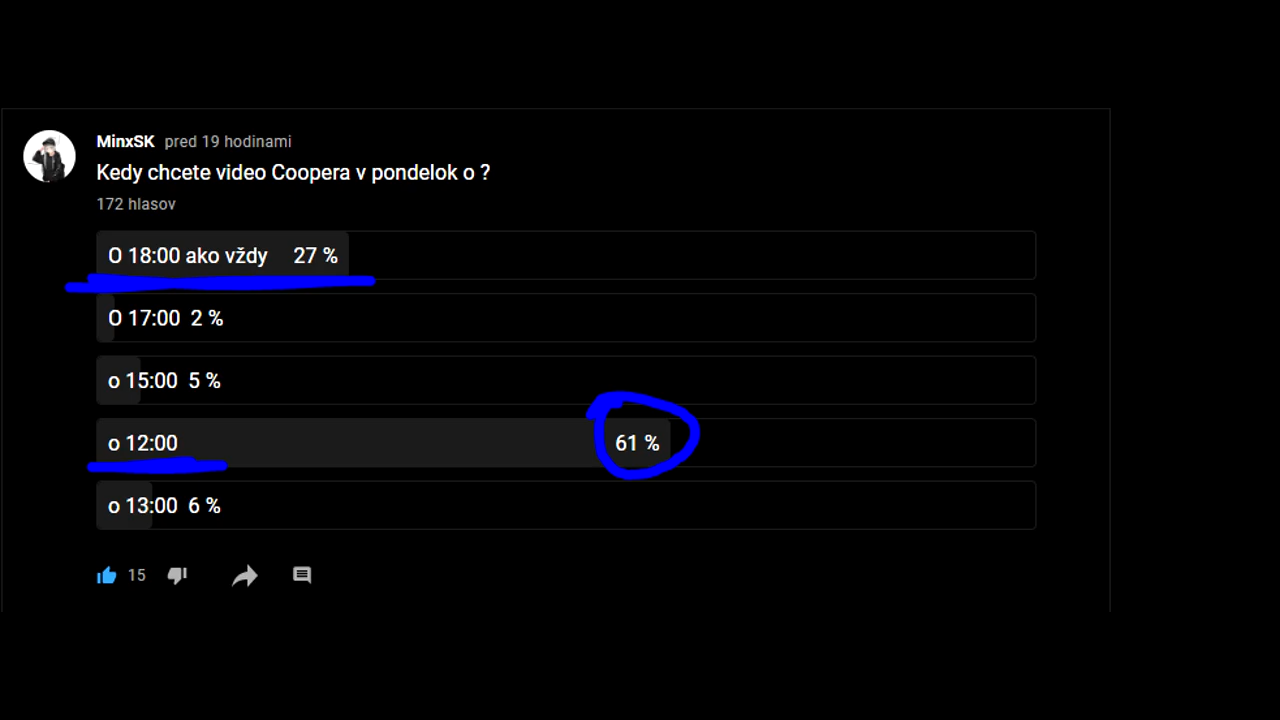 MinxSK pred 19 hodinami
Kedy chcete video Coopera v pondelok o ?
172 hlasov
O 18:00 ako vždy 27 %
O 17:00 2 %
o 15:00 5 %
o 12:00 61 %
o 13:00 6 %
15